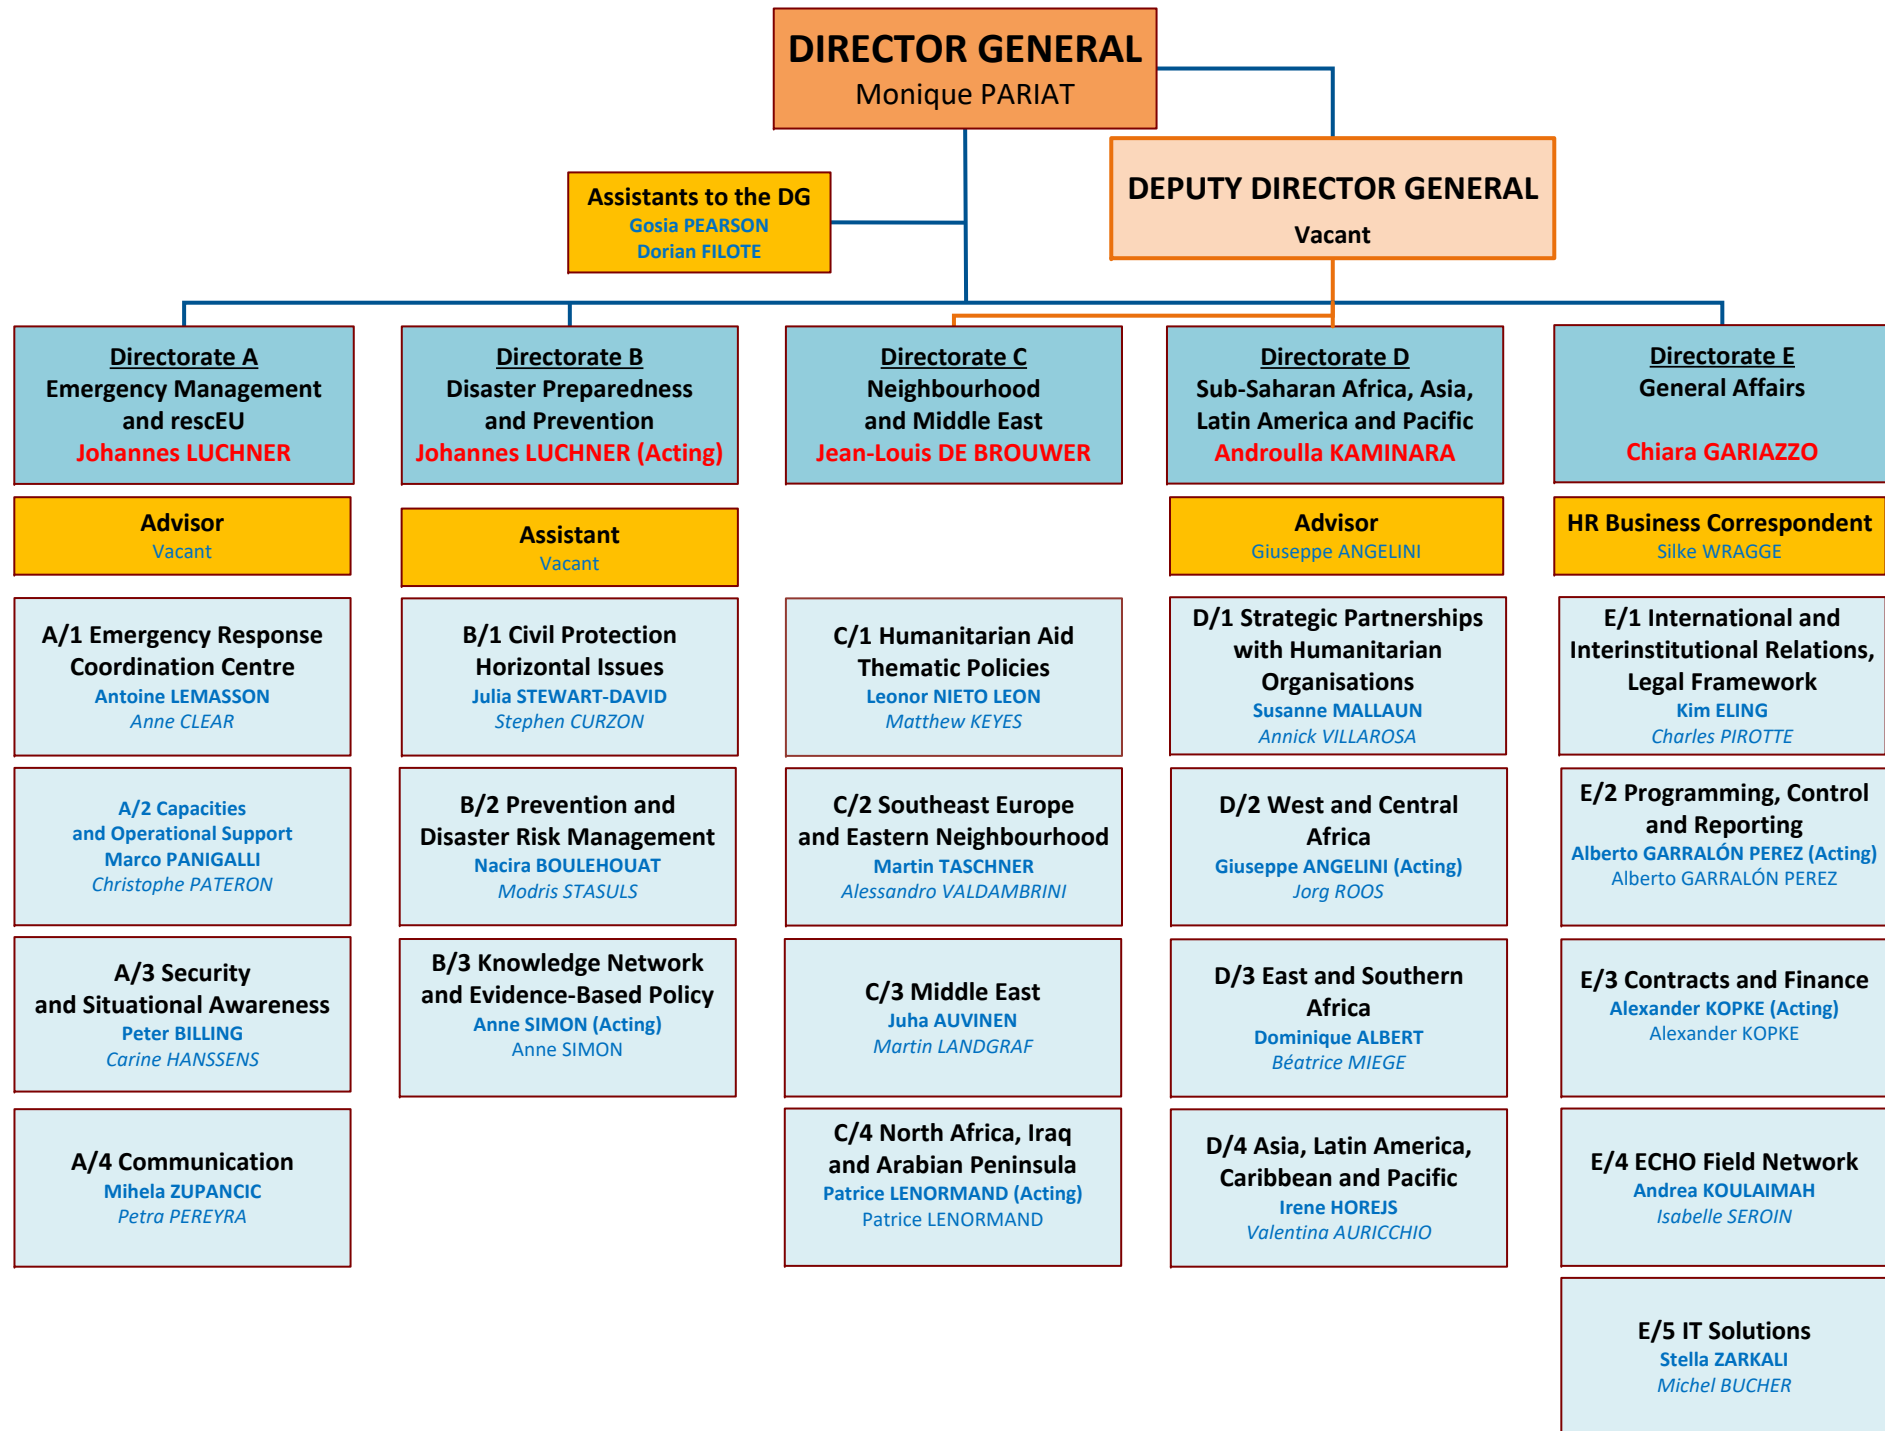 DIRECTOR GENERAL
Monique PARIAT
Assistants to the DG
Gosia PEARSON
Dorian FILOTE
DEPUTY DIRECTOR GENERAL
Vacant
Directorate A
Emergency Management
and rescEU
Johannes LUCHNER
Advisor
Vacant
A/1 Emergency Response
Coordination Centre
Antoine LEMASSON
Anne CLEAR
A/2 Capacities
and Operational Support
Marco PANIGALLI
Christophe PATERON
A/3 Security
and Situational Awareness
Peter BILLING
Carine HANSSENS
A/4 Communication
Mihela ZUPANCIC
Petra PEREYRA
Directorate B
Disaster Preparedness
and Prevention
Johannes LUCHNER (Acting)
Assistant
Vacant
B/1 Civil Protection
Horizontal Issues
Julia STEWART-DAVID
Stephen CURZON
B/2 Prevention and
Disaster Risk Management
Nacira BOULEHOUAT
Modris STASULS
B/3 Knowledge Network
and Evidence-Based Policy
Anne SIMON (Acting)
Anne SIMON
Directorate C
Neighbourhood
and Middle East
Jean-Louis DE BROUWER
C/1 Humanitarian Aid
Thematic Policies
Leonor NIETO LEON
Matthew KEYES
C/2 Southeast Europe
and Eastern Neighbourhood
Martin TASCHNER
Alessandro VALDAMBRINI
C/3 Middle East
Juha AUVINEN
Martin LANDGRAF
C/4 North Africa, Iraq
and Arabian Peninsula
Patrice LENORMAND (Acting)
Patrice LENORMAND
Directorate D
Sub-Saharan Africa, Asia,
Latin America and Pacific
Androulla KAMINARA
Advisor
Giuseppe ANGELINI
D/1 Strategic Partnerships
with Humanitarian
Organisations
Susanne MALLAUN
Annick VILLAROSA
D/2 West and Central
Africa
Giuseppe ANGELINI (Acting)
Jorg ROOS
D/3 East and Southern
Africa
Dominique ALBERT
Béatrice MIEGE
D/4 Asia, Latin America,
Caribbean and Pacific
Irene HOREJS
Valentina AURICCHIO
Directorate E
General Affairs
Chiara GARIAZZO
HR Business Correspondent
Silke WRAGGE
E/1 International and
Interinstitutional Relations,
Legal Framework
Kim ELING
Charles PIROTTE
E/2 Programming, Control
and Reporting
Alberto GARRALÓN PEREZ (Acting)
Alberto GARRALÓN PEREZ
E/3 Contracts and Finance
Alexander KOPKE (Acting)
Alexander KOPKE
E/4 ECHO Field Network
Andrea KOULAIMAH
Isabelle SEROIN
E/5 IT Solutions
Stella ZARKALI
Michel BUCHER